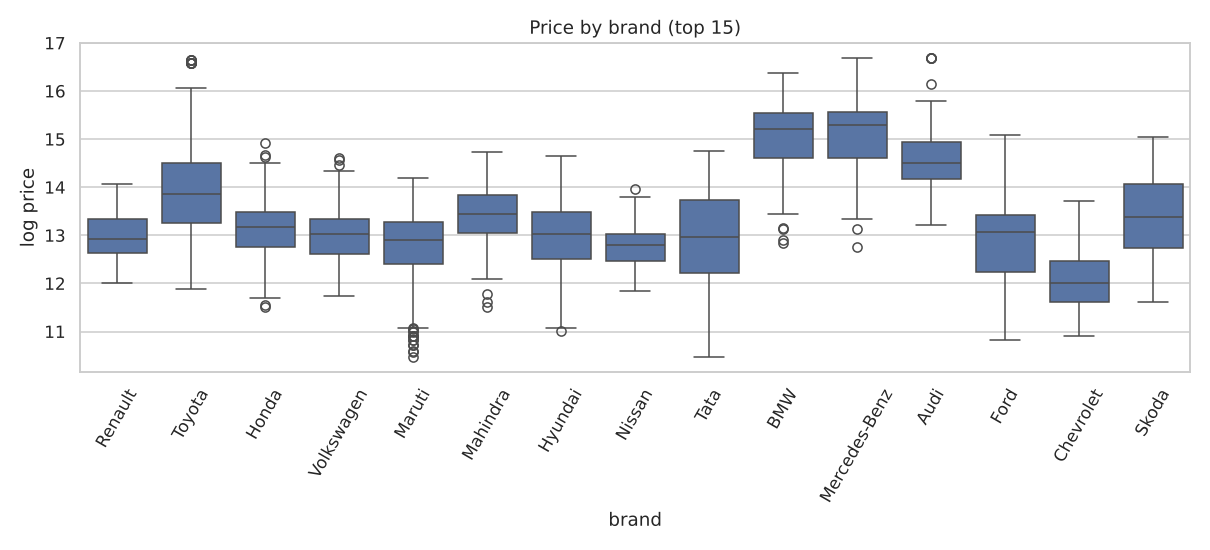 Price by brand (top 15)
log price
17
16
15
14
13
12
11
Renault
Toyota
Honda
Volkswagen
Maruti
Mahindra
Hyundai
Nissan
Tata
BMW
Mercedes-Benz
Audi
Ford
Chevrolet
Skoda
brand